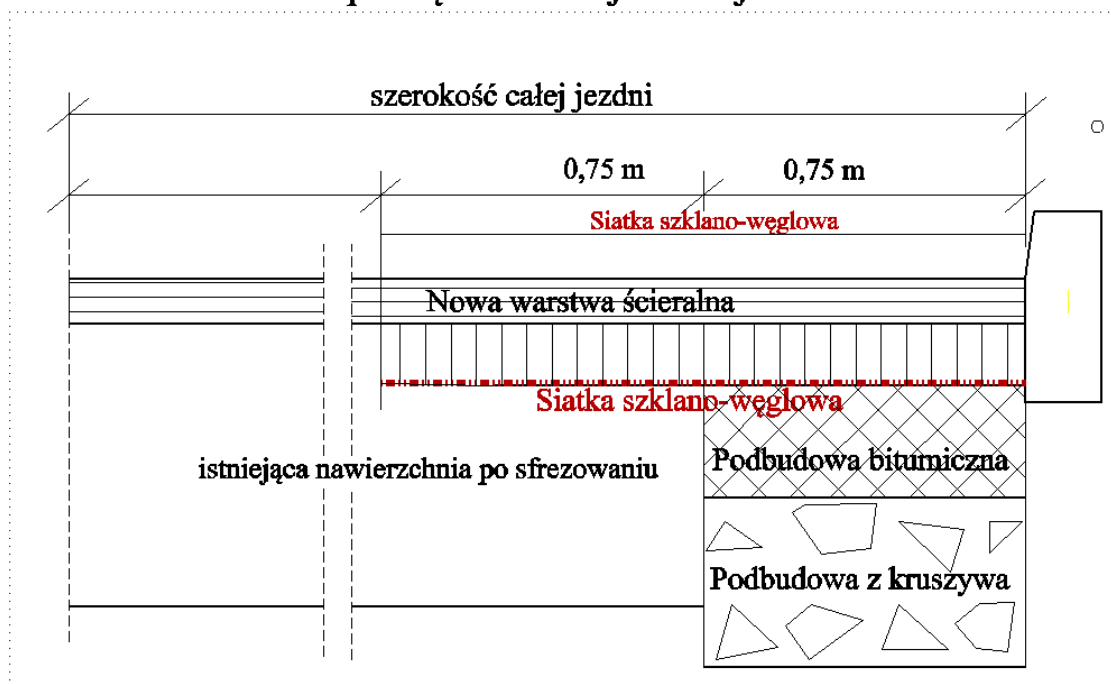 szerokość całej jezdni
0,75 m 0,75 m
Siatka szklano-węglowa
Nowa warstwa ścieralna
Siatka szklano-węglowa
istniejąca nawierzchnia po sfrezowaniu
Podbudowa bitumiczna
Podbudowa z kruszywa